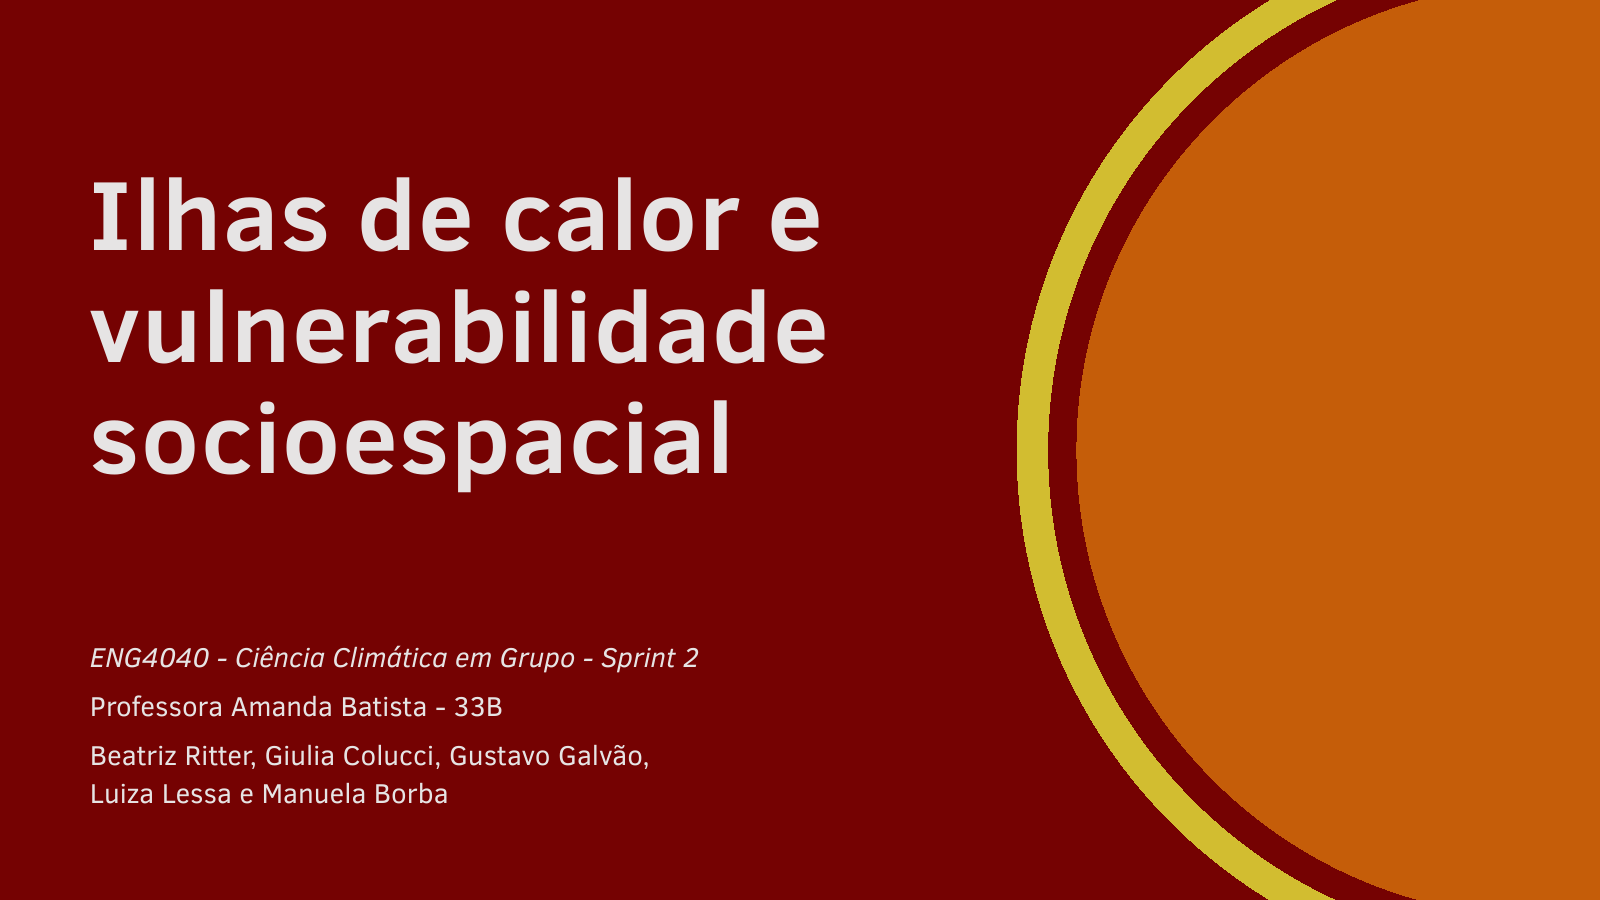 Ilhas de calor e
vulnerabilidade
socioespacial
ENG4040 - Ciência Climática em Grupo - Sprint 2
Professora Amanda Batista - 33B
Beatriz Ritter, Giulia Colucci, Gustavo Galvão,
Luiza Lessa e Manuela Borba